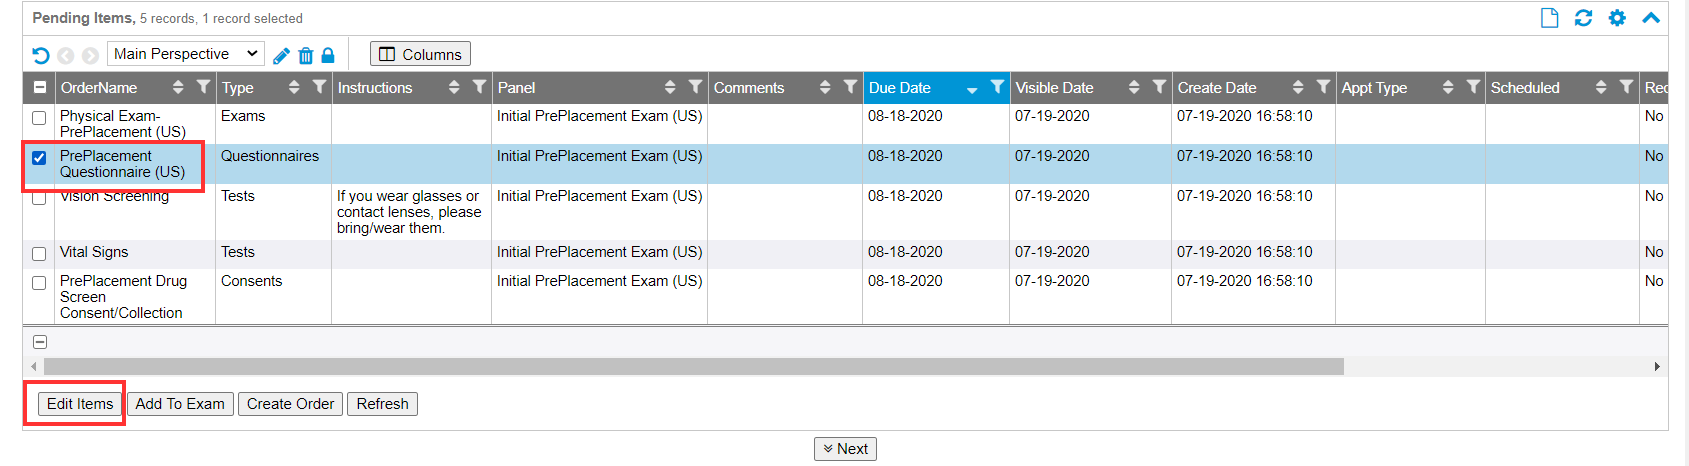 Pending Items, 5 records, 1 record selected
Main Perspective Columns
OrderName Type Instructions Panel Comments Due Date Visible Date Create Date Appt Type Scheduled Rec
Physical Exam- Exams Initial PrePlacement Exam (US) 08-18-2020 07-19-2020 07-19-2020 16:58:10 No
PrePlacement (US)
PrePlacement Questionnaires Initial PrePlacement Exam (US) 08-18-2020 07-19-2020 07-19-2020 16:58:10 No
Questionnaire (US)
Vision Screening Tests If you wear glasses or Initial PrePlacement Exam (US) 08-18-2020 07-19-2020 07-19-2020 16:58:10 No
contact lenses, please
bring/wear them.
Vital Signs Tests Initial PrePlacement Exam (US) 08-18-2020 07-19-2020 07-19-2020 16:58:10 No
PrePlacement Drug Consents Initial PrePlacement Exam (US) 08-18-2020 07-19-2020 07-19-2020 16:58:10 No
Screen
Consent/Collection
Edit Items Add To Exam Create Order Refresh
Next